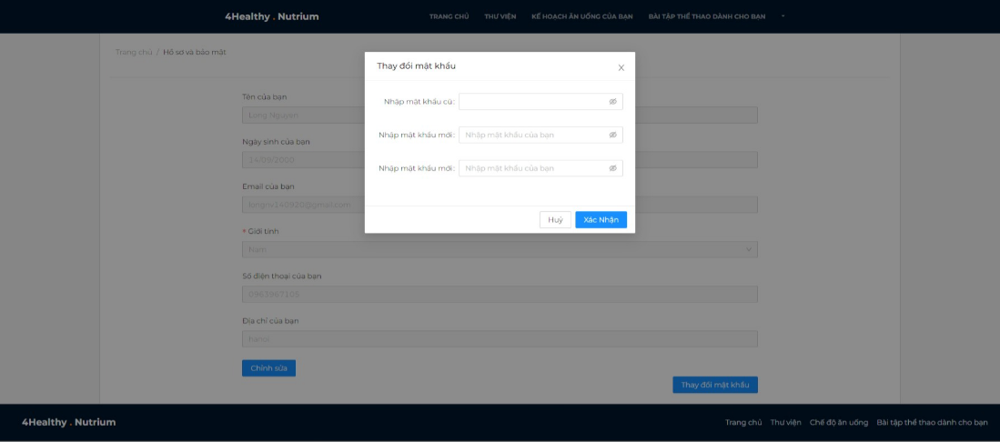 4Healthy . Nutrium TRANG CHỦ THƯ VIỆN KẾ HOẠCH ĂN UỐNG CỦA BẠN BÀI TẬP THỂ THAO DÀNH CHO BẠN
Trang chủ / Hồ sơ và bảo mật
Thay đổi mật khẩu
Nhập mật khẩu cũ:
Nhập mật khẩu mới: Nhập mật khẩu của bạn
Nhập mật khẩu mới: Nhập mật khẩu của bạn
Huỷ Xác Nhận
Tên của bạn
Long Nguyen
Ngày sinh của bạn
14/09/2000
Email của bạn
longnv140920@gmail.com
* Giới tính
Nam
Số điện thoại của bạn
0963967105
Địa chỉ của bạn
hanoi
Chỉnh sửa
Thay đổi mật khẩu
4Healthy . Nutrium Trang chủ Thư viện Chế độ ăn uống Bài tập thể thao dành cho bạn